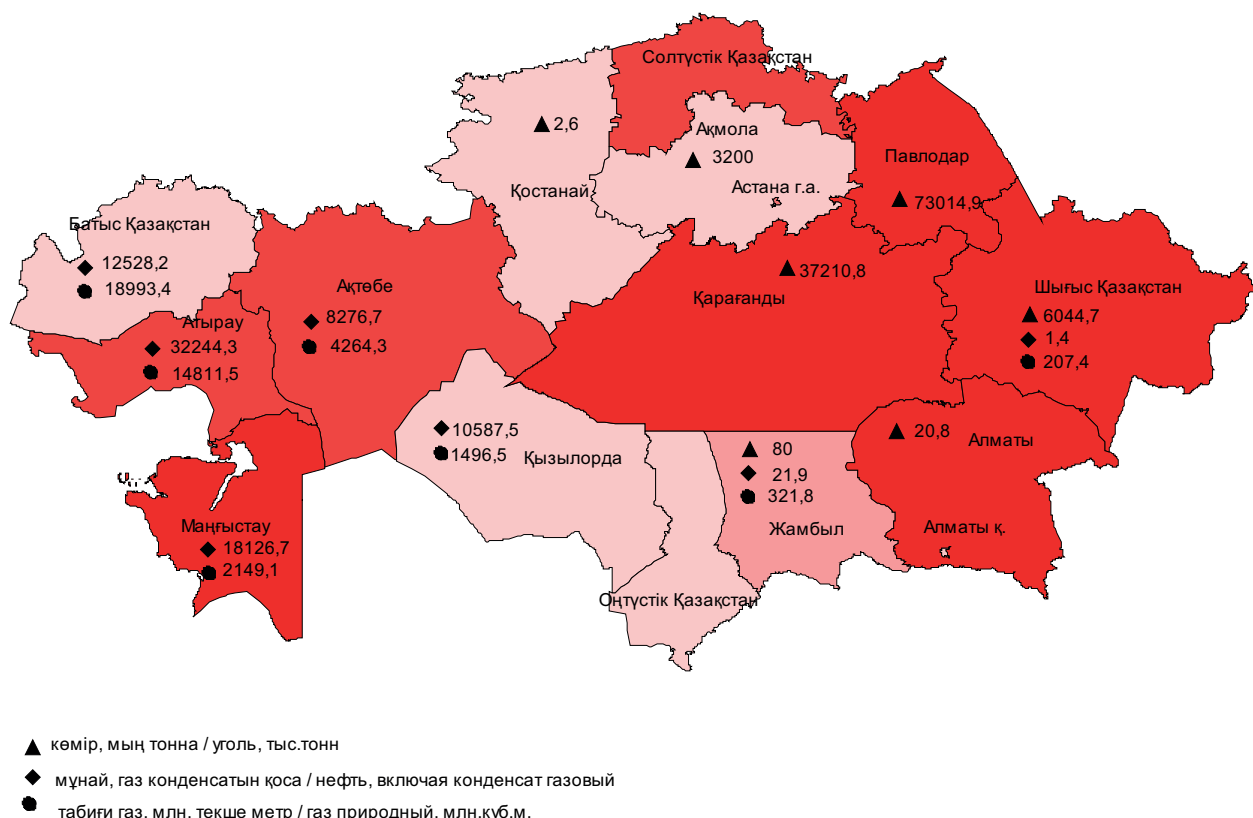 Солтүстік Қазақстан
2,6
Ақмола
3200
Павлодар
Қостанай
Астана г.а.
73014,9
Батыс Қазақстан
12528,2
18993,4
Ақтөбе
37210,8
Қарағанды
Шығыс Қазақстан
6044,7
1,4
207,4
Атырау
32244,3
14811,5
8276,7
4264,3
10587,5
1496,5
Қызылорда
80
21,9
321,8
Жамбыл
20,8
Алматы
Алматы қ.
Маңғыстау
18126,7
2149,1
Оңтүстік Қазақстан
көмір, мың тонна / уголь, тыс.тонн
мұнай, газ конденсатын қоса / нефть, включая конденсат газовый
табиғи газ, млн. текше метр / газ природный, млн.куб.м.